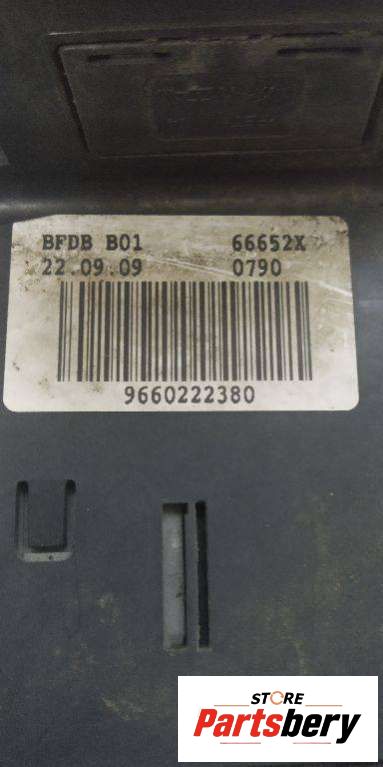 BFDB B01 66652X
22.09.09 0790
9660222380
STORE
Partsbery